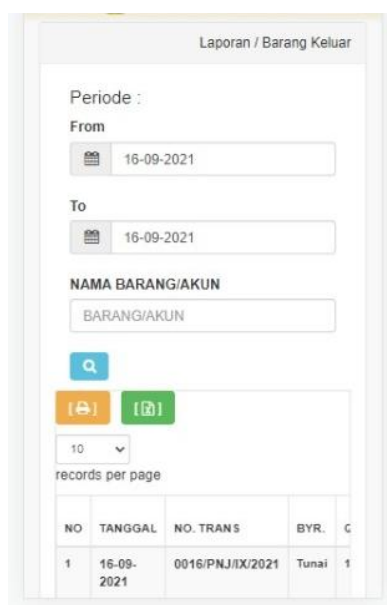 Laporan / Barang Keluar
Periode :
From
16-09-2021
To
16-09-2021
NAMA BARANG/AKUN
BARANG/AKUN
10
records per page
NO TANGGAL NO. TRANS BYR.
1 16-09-2021 0016/PNJ/IX/2021 Tunai 1